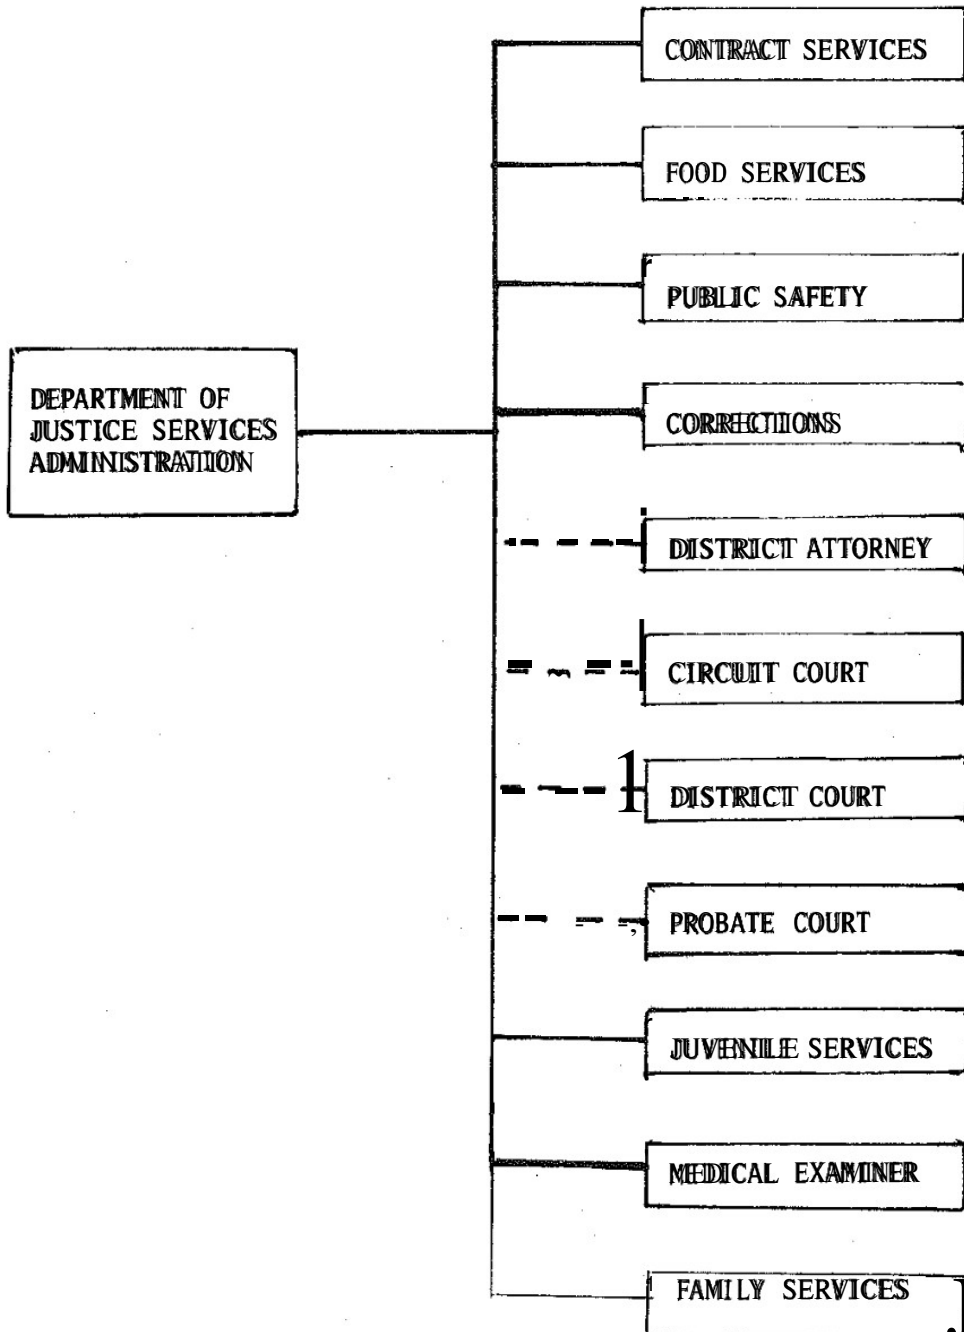 CONTRACT SERVICES
FOOD SERVICES
PUBLIC SAFETY
DEPARTMENT OF
JUSTICE SERVICES
ADMINISTRATION
CORRECTIONS
DISTRICT ATTORNEY
CIRCUIT COURT
1
DISTRICT COURT
PROBATE COURT
JUVENILE SERVICES
MEDICAL EXAMINER
FAMILY SERVICES